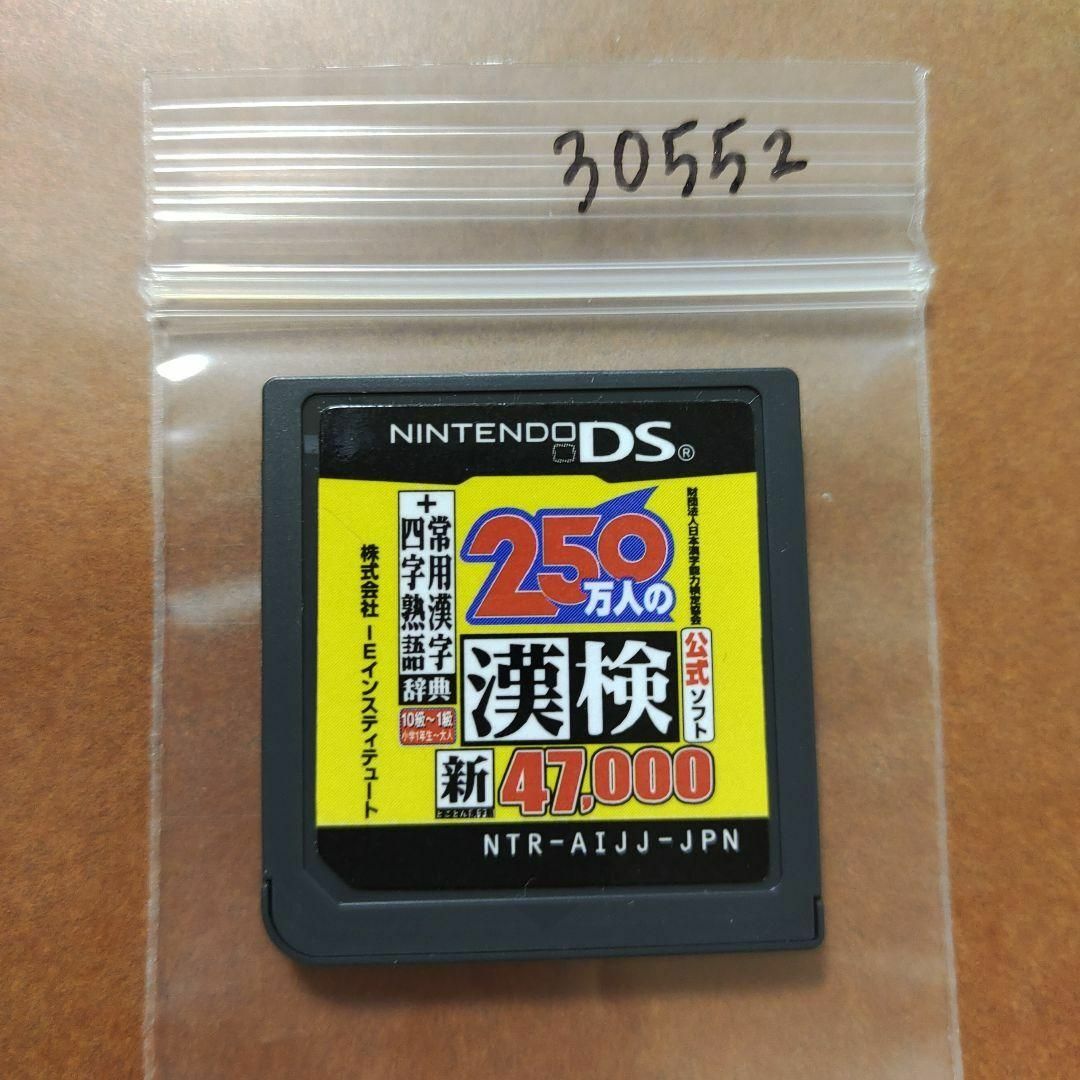 30552
NINTENDO DS®
財団法人日本漢字能力検定協会
公式ソフト
250
万人の
漢検
+常用漢字
四字熟語
辞典
10級〜1級
小学1年生〜大人
新
47,000
株式会社 IEインスティテュート
NTR-AIJJ-JPN